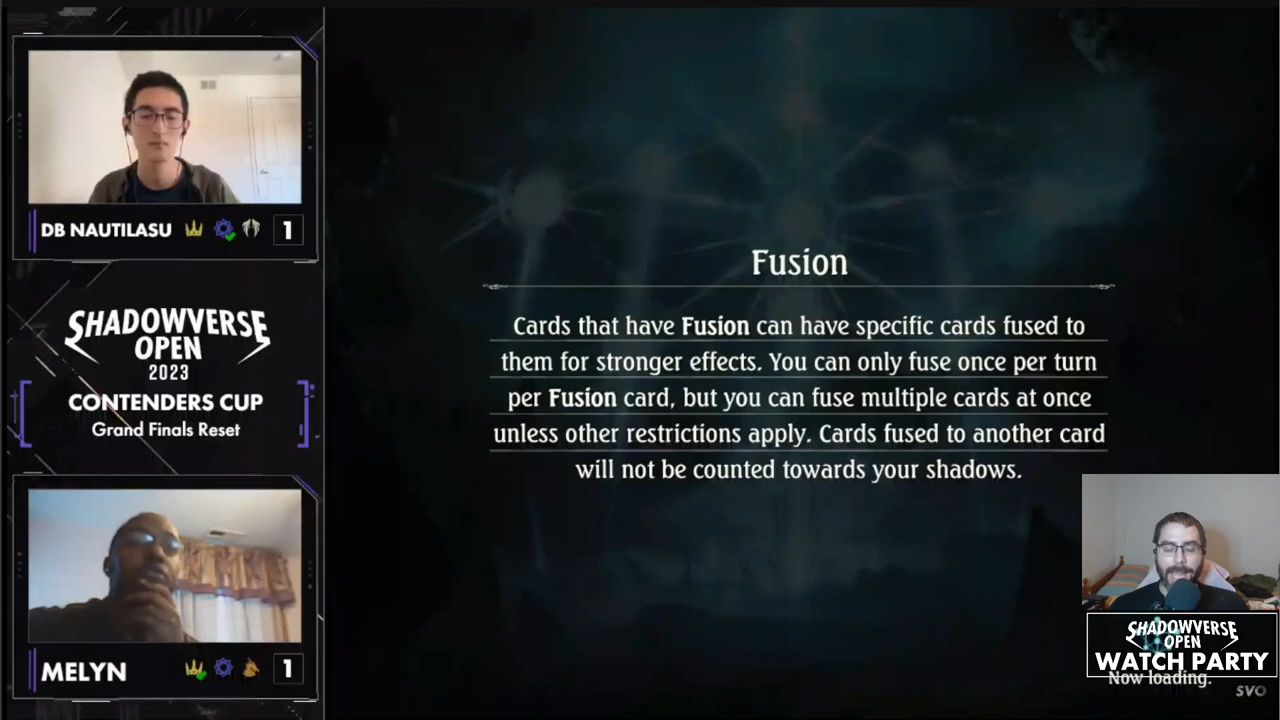 DB NAUTILASU
1
SHADOWVERSE
OPEN
2023
CONTENDERS CUP
Grand Finals Reset
MELYN
1
Fusion
Cards that have Fusion can have specific cards fused to
them for stronger effects. You can only fuse once per turn
per Fusion card, but you can fuse multiple cards at once
unless other restrictions apply. Cards fused to another card
will not be counted towards your shadows.
SHADOWVERSE
OPEN
WATCH PARTY
Now loading.
SVO